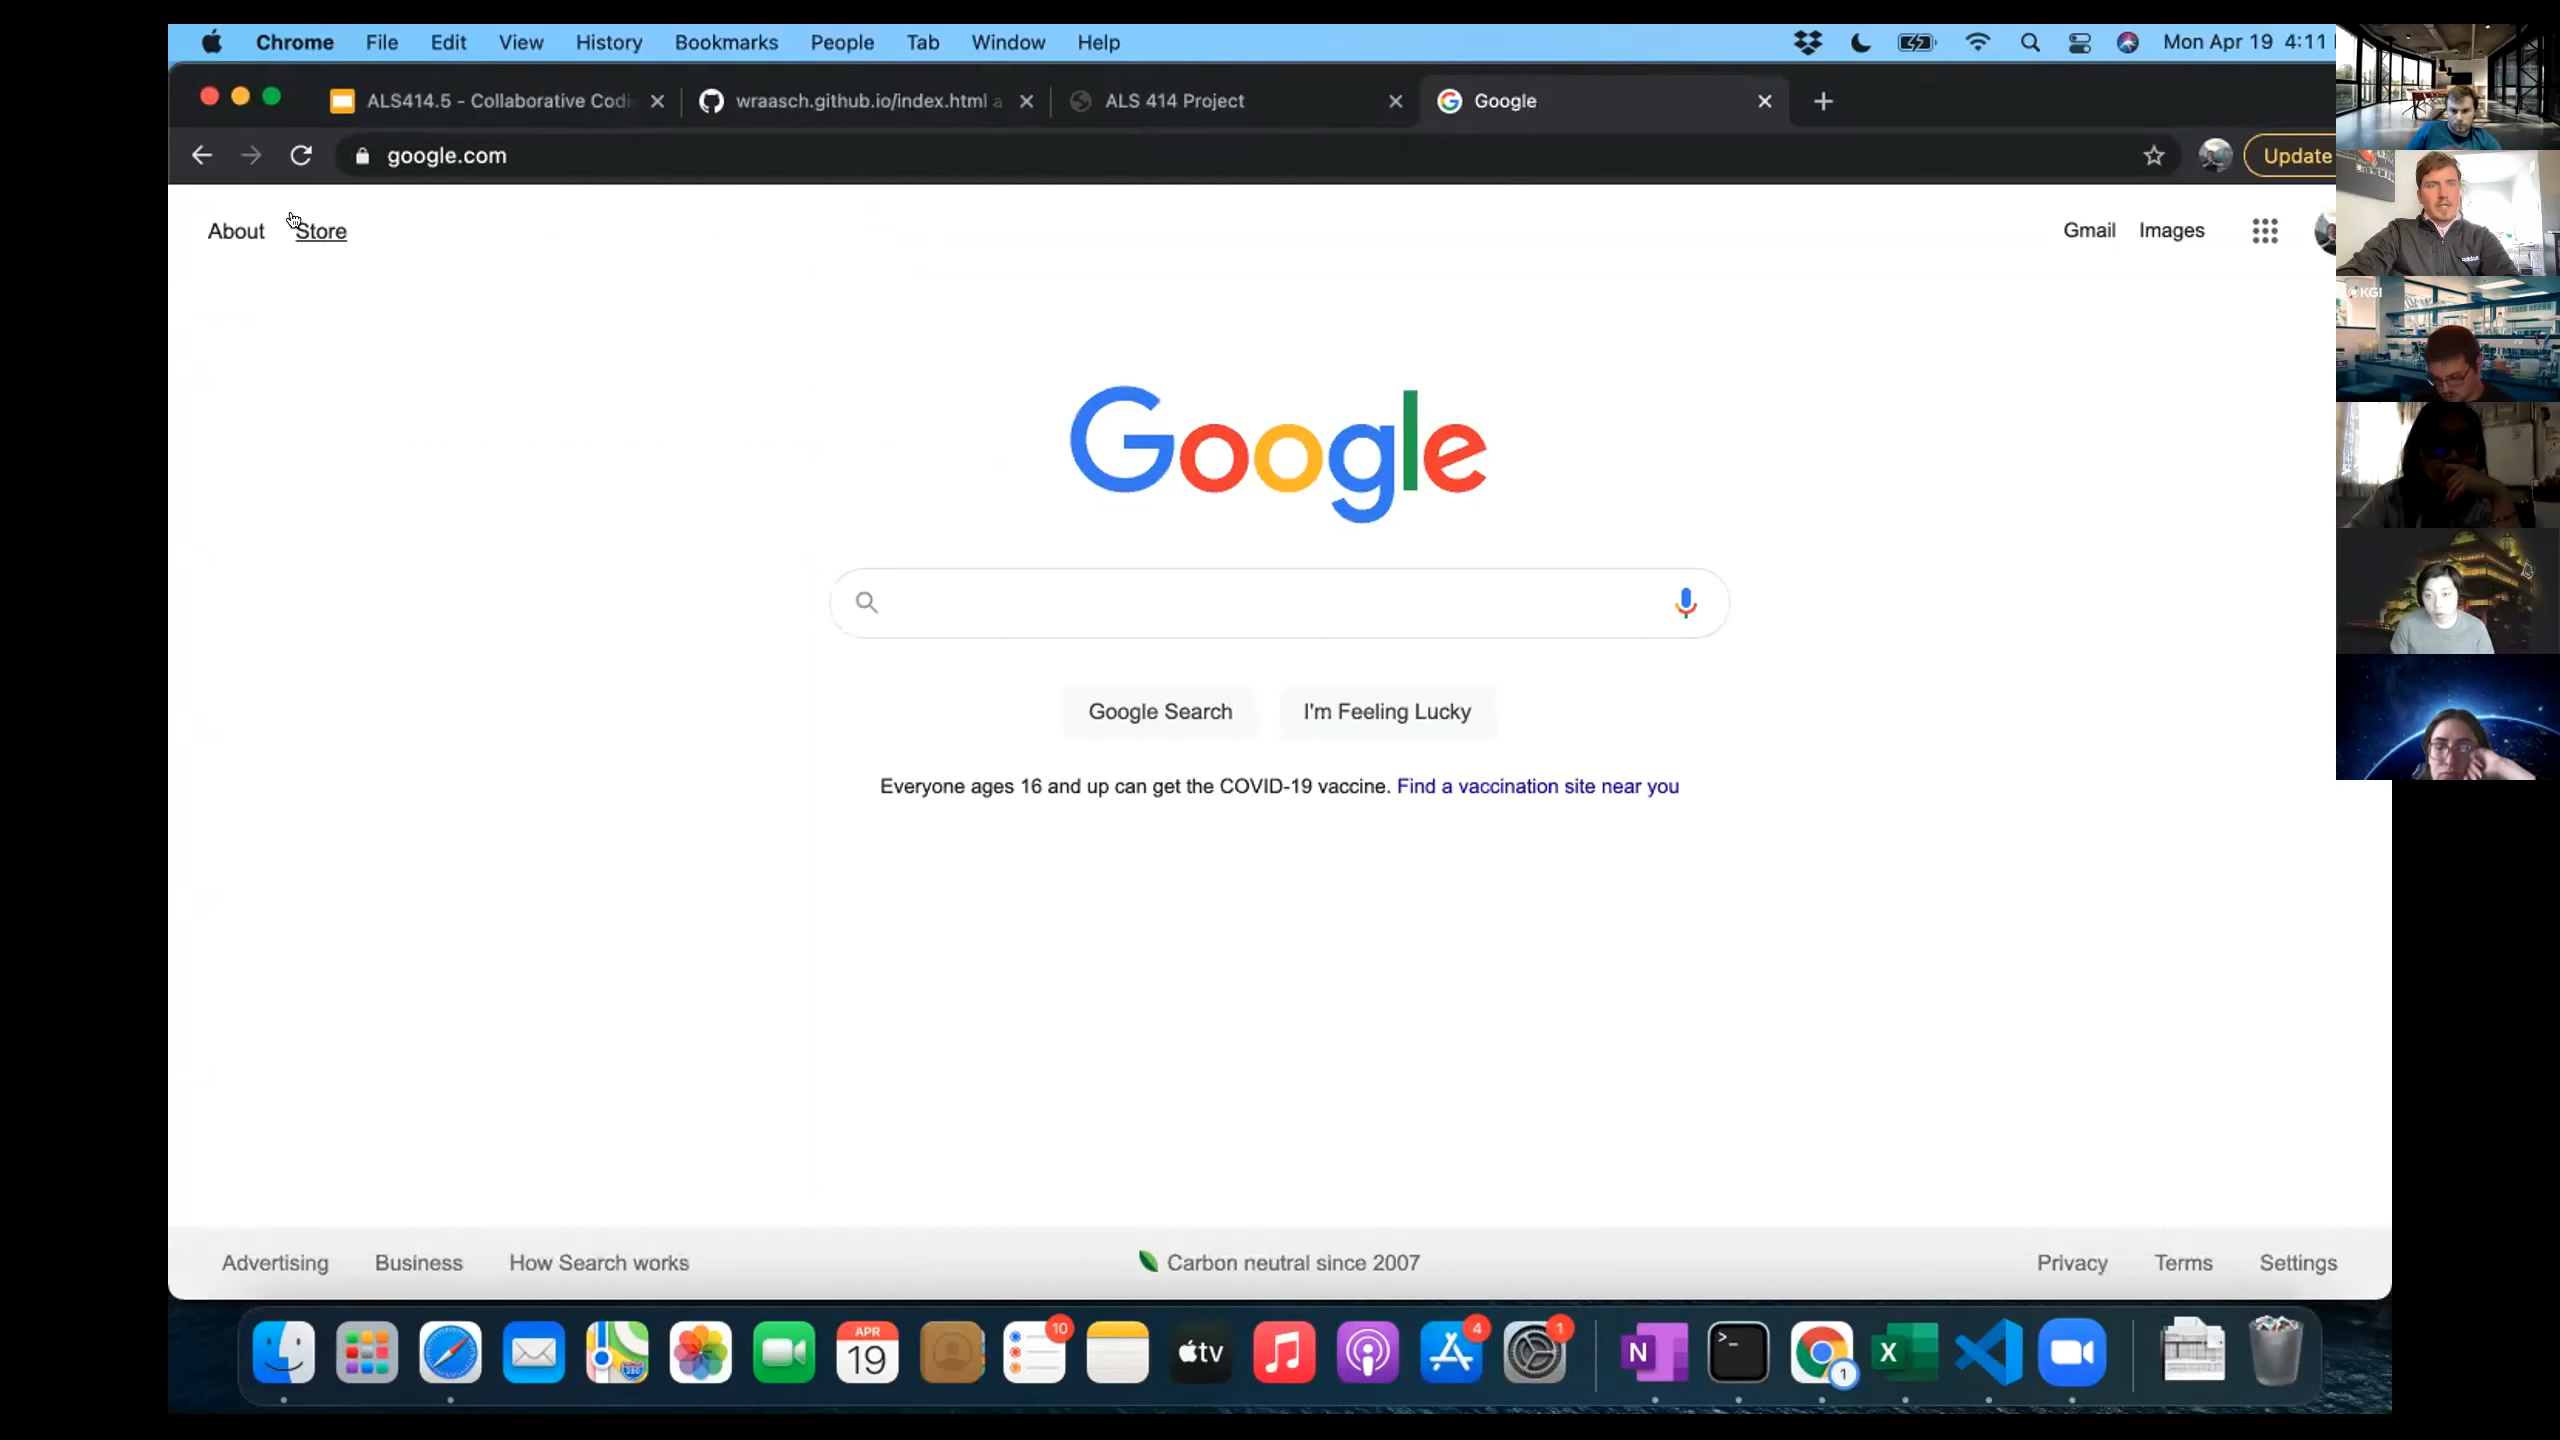 Chrome File Edit View History Bookmarks People Tab Window Help Mon Apr 19 4:11
ALS414.5 - Collaborative Codi wraasch.github.io/index.html a ALS 414 Project Google
google.com Update
About Store Gmail Images
KGI
Google
Google Search I'm Feeling Lucky
Everyone ages 16 and up can get the COVID-19 vaccine. Find a vaccination site near you
Advertising Business How Search works Carbon neutral since 2007 Privacy Terms Settings
APR 10 4 1
19 tv N >_ 1 X